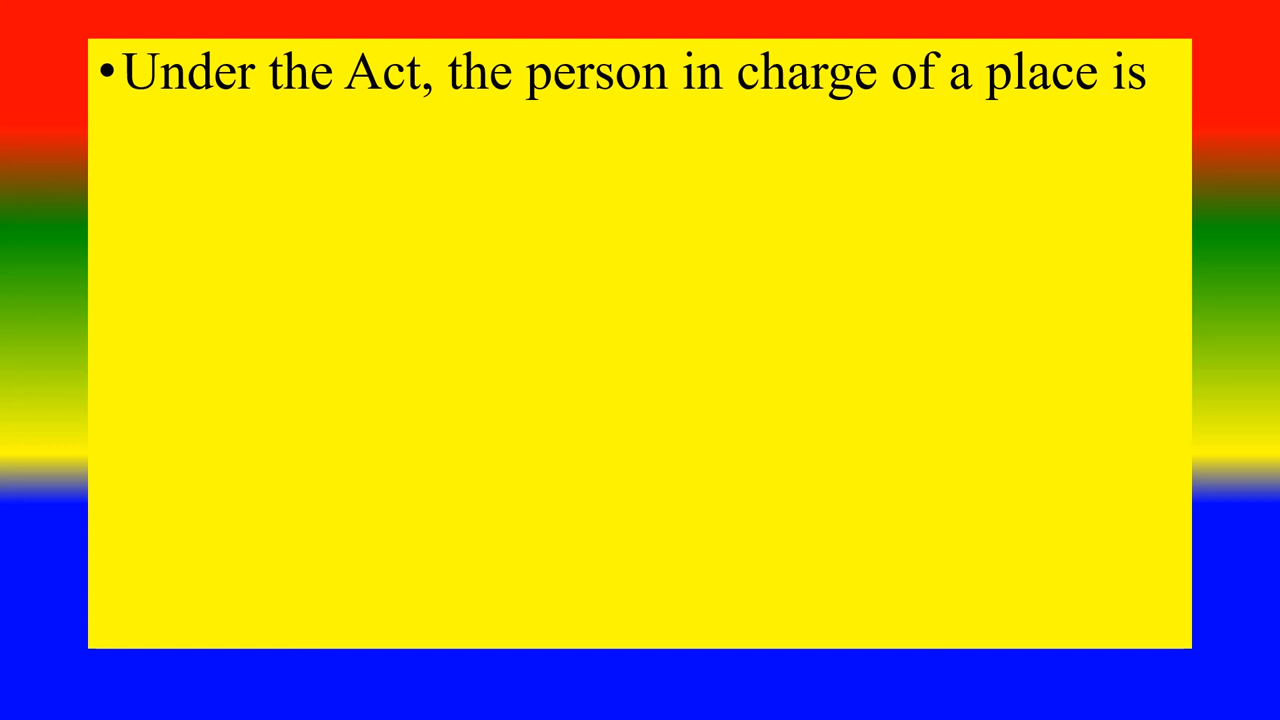 •Under the Act, the person in charge of a place is